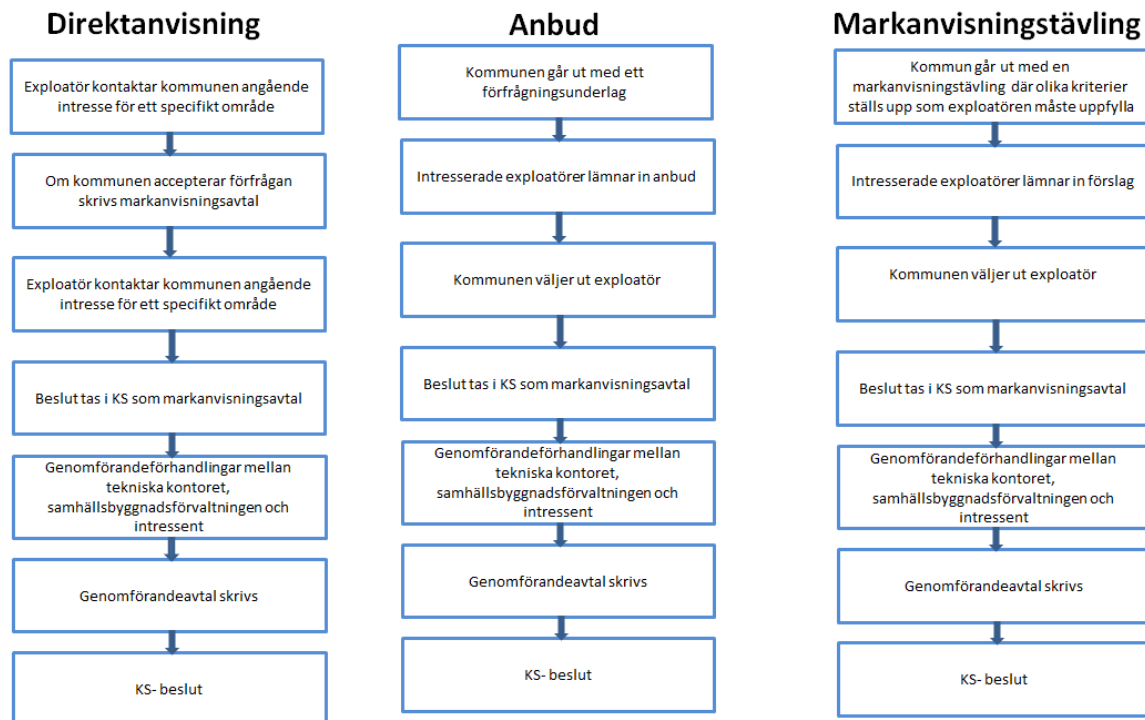 Direktanvisning
Exploatör kontaktar kommunen angående
intresse för ett specifikt område
Om kommunen accepterar förfrågan
skrivs markanvisningsavtal
Exploatör kontaktar kommunen angående
intresse för ett specifikt område
Beslut tas i KS som markanvisningsavtal
Genomförandeförhandlingar mellan
tekniska kontoret,
samhällsbyggnadsförvaltningen och
intressent
Genomförandeavtal skrivs
KS- beslut
Anbud
Kommunen går ut med ett
förfrågningsunderlag
Intresserade exploatörer lämnar in anbud
Kommunen väljer ut exploatör
Beslut tas i KS som markanvisningsavtal
Genomförandeförhandlingar mellan
tekniska kontoret,
samhällsbyggnadsförvaltningen och
intressent
Genomförandeavtal skrivs
KS- beslut
Markanvisningstävling
Kommun går ut med en
markanvisningstävling där olika kriterier
ställs upp som exploatören måste uppfylla
Intresserade exploatörer lämnar in förslag
Kommunen väljer ut exploatör
Beslut tas i KS som markanvisningsavtal
Genomförandeförhandlingar mellan
tekniska kontoret,
samhällsbyggnadsförvaltningen och
intressent
Genomförandeavtal skrivs
KS- beslut